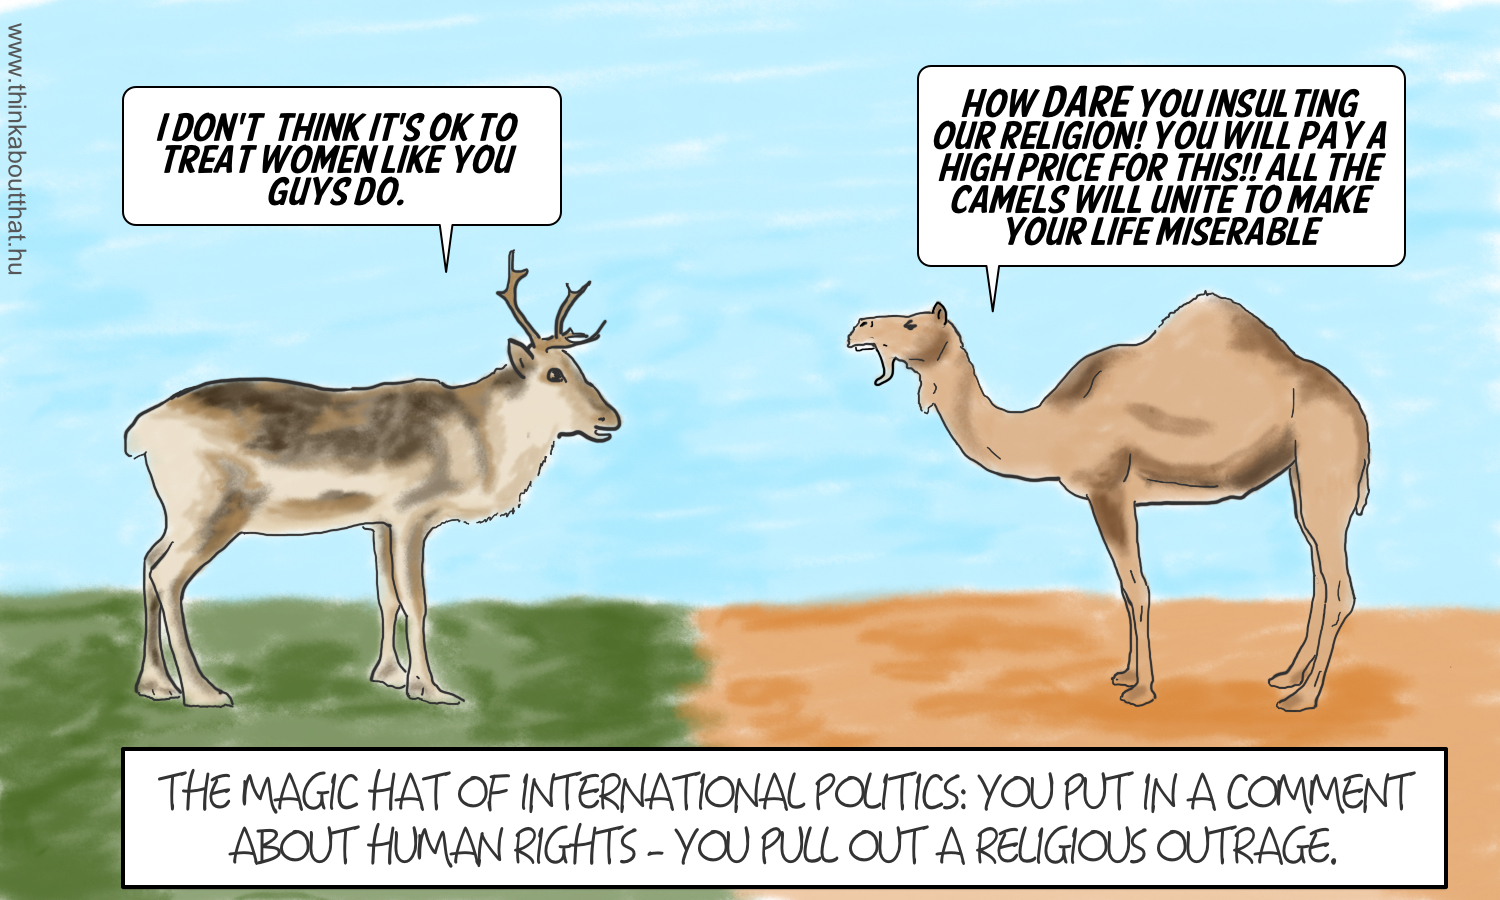 www.thinkaboutthat.hu
I DON'T THINK IT'S OK TO
TREAT WOMEN LIKE YOU
GUYS DO.
HOW DARE YOU INSULTING
OUR RELIGION! YOU WILL PAY A
HIGH PRICE FOR THIS!! ALL THE
CAMELS WILL UNITE TO MAKE
YOUR LIFE MISERABLE
THE MAGIC HAT OF INTERNATIONAL POLITICS: YOU PUT IN A COMMENT
ABOUT HUMAN RIGHTS - YOU PULL OUT A RELIGIOUS OUTRAGE.